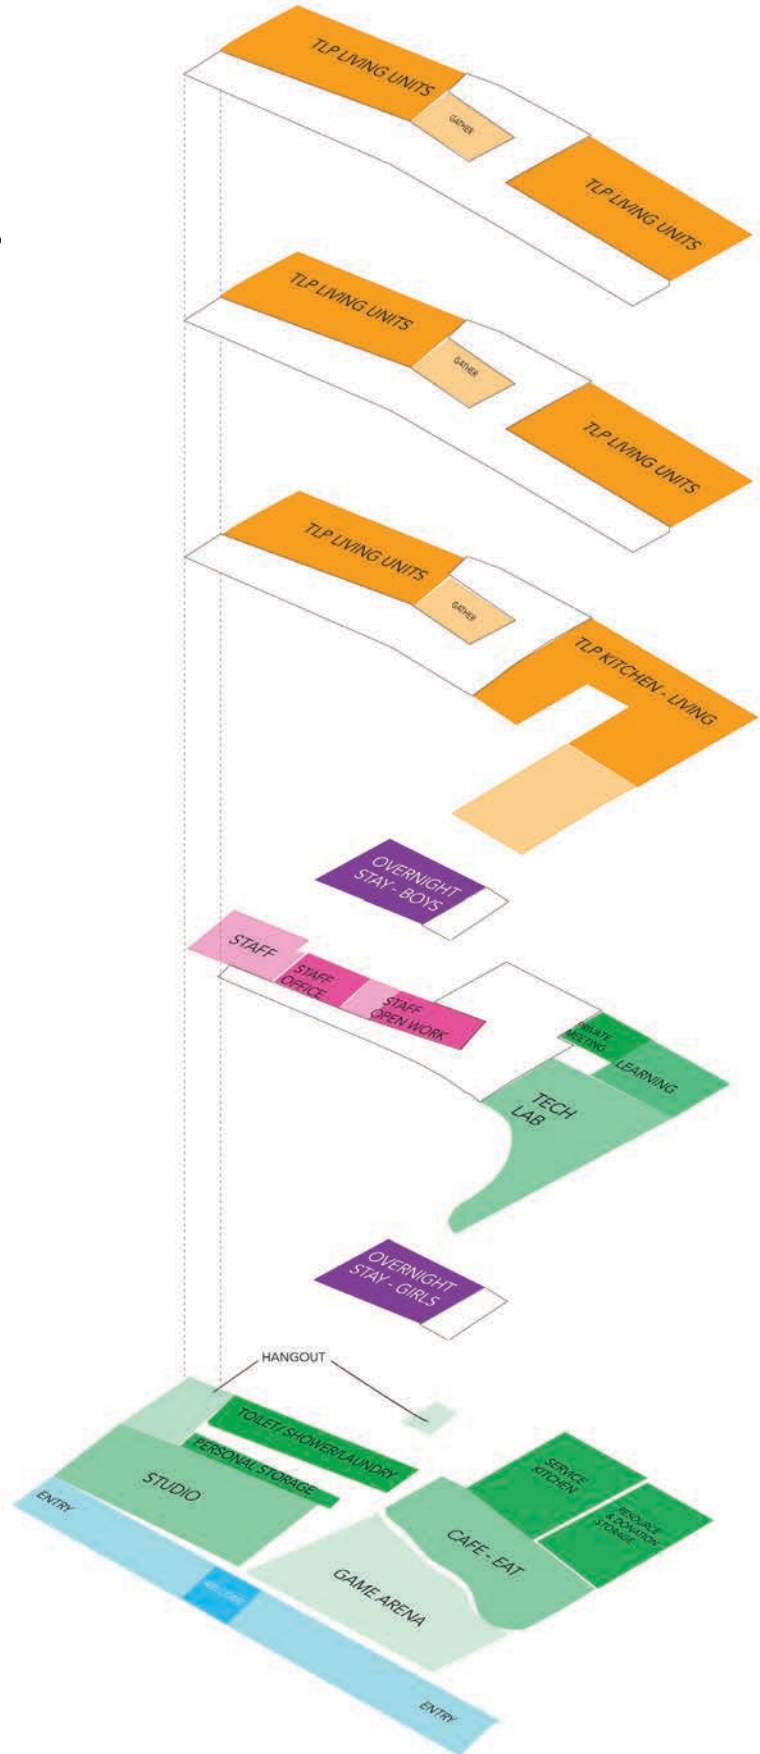 TLP LIVING UNITS
GATHER
TLP LIVING UNITS
TLP LIVING UNITS
GATHER
TLP LIVING UNITS
TLP LIVING UNITS
GATHER
TLP KITCHEN - LIVING
OVERNIGHT
STAY - BOYS
STAFF
STAFF
OFFICE
STAFF
OPEN WORK
PRIVATE
MEETING
LEARNING
TECH
LAB
OVERNIGHT
STAY - GIRLS
HANGOUT
TOILET/ SHOWER/LAUNDRY
PERSONAL STORAGE
STUDIO
SERVICE
KITCHEN
RESOURCE
& DONATION
STORAGE
CAFE - EAT
GAME ARENA
ENTRY
WELCOME
ENTRY